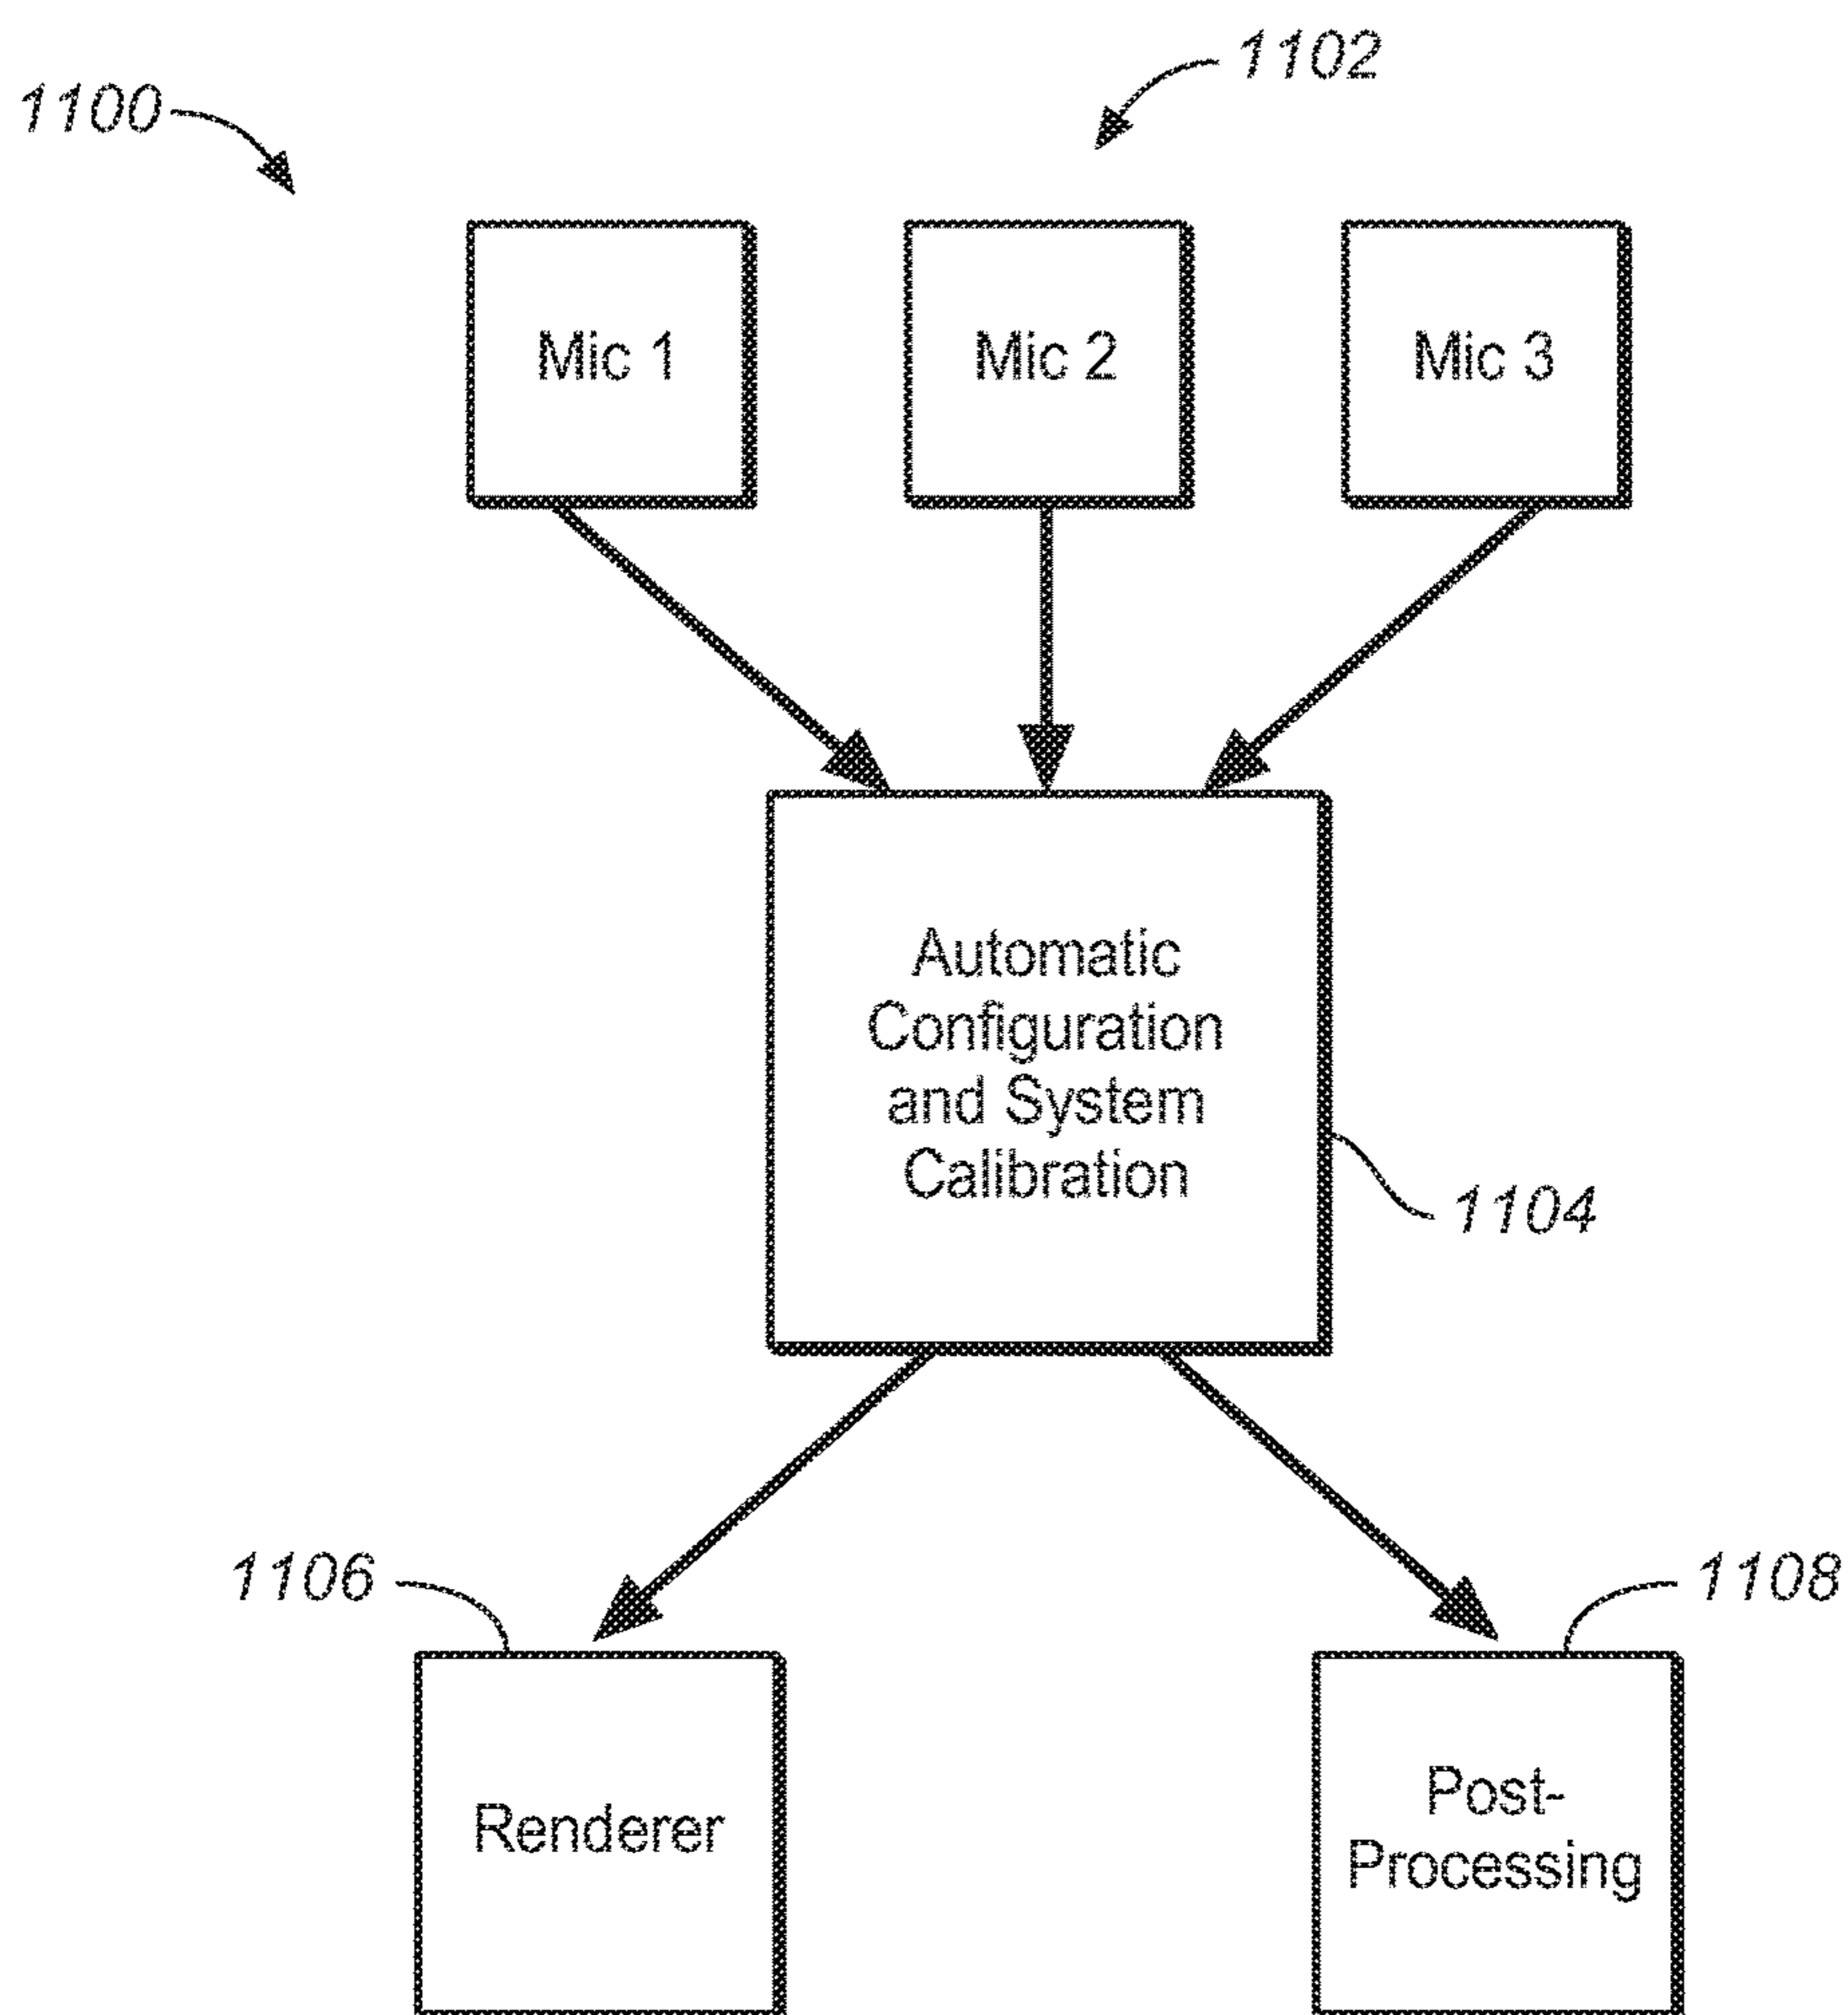 1102
1100
Mic 1
Mic 2
Mic 3
Automatic
Configuration
and System
Calibration
1104
1106
1108
Renderer
Post-
Processing